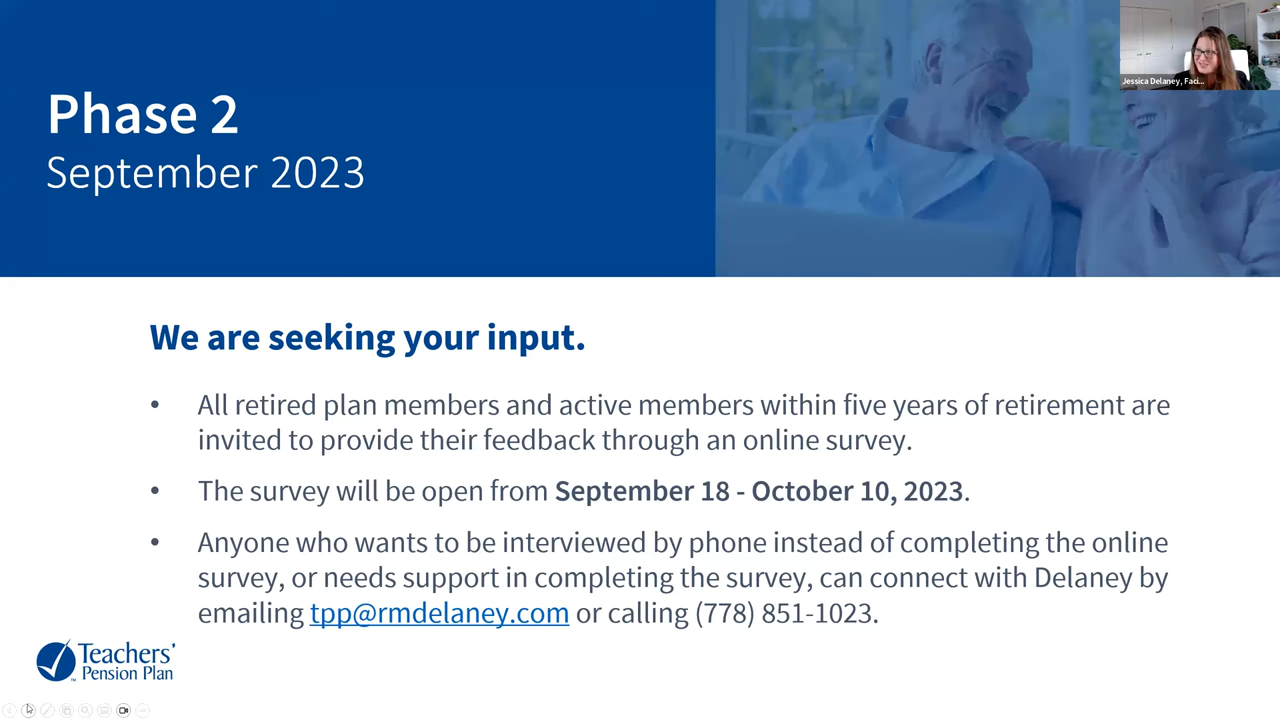 Phase 2
September 2023
Jessica Delaney, Faci...
We are seeking your input.
• All retired plan members and active members within five years of retirement are
invited to provide their feedback through an online survey.
• The survey will be open from September 18 - October 10, 2023.
• Anyone who wants to be interviewed by phone instead of completing the online
survey, or needs support in completing the survey, can connect with Delaney by
emailing tpp@rmdelaney.com or calling (778) 851-1023.
Teachers’
Pension Plan
TM